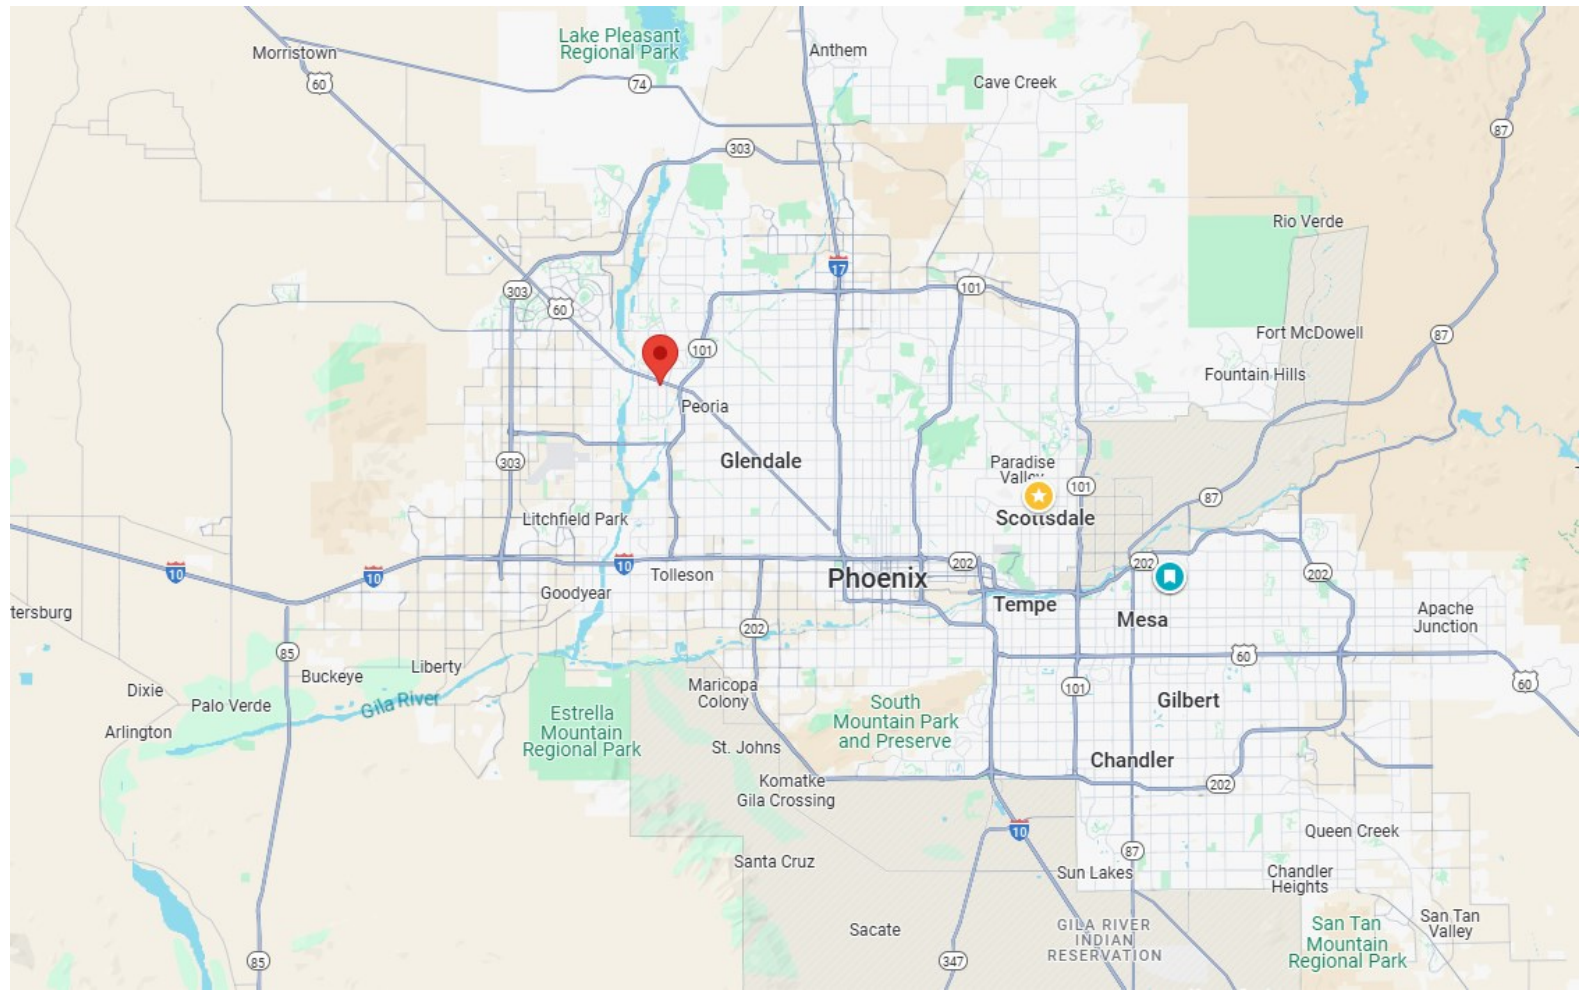 Lake Pleasant
Regional Park
Morristown
Anthem
60
74
Cave Creek
87
303
Rio Verde
17
303
101
60
Fort McDowell
87
101
Fountain Hills
Peoria
Glendale
303
Paradise
Valley
101
87
Litchfield Park
Scottsdale
10
10
10
Tolleson
Phoenix
202
202
202
Goodyear
Tempe
Mesa
Apache
Junction
tersburg
202
85
60
Buckeye
Liberty
60
Dixie
Palo Verde
Gila River
Maricopa
Colony
101
Gilbert
Arlington
Estrella
Mountain
Regional Park
South
Mountain Park
and Preserve
St. Johns
Chandler
Komatke
202
Gila Crossing
10
Queen Creek
87
Santa Cruz
Sun Lakes
Chandler
Heights
Sacate
GILA RIVER
INDIAN
RESERVATION
San Tan
Mountain
Regional Park
San Tan
Valley
85
347